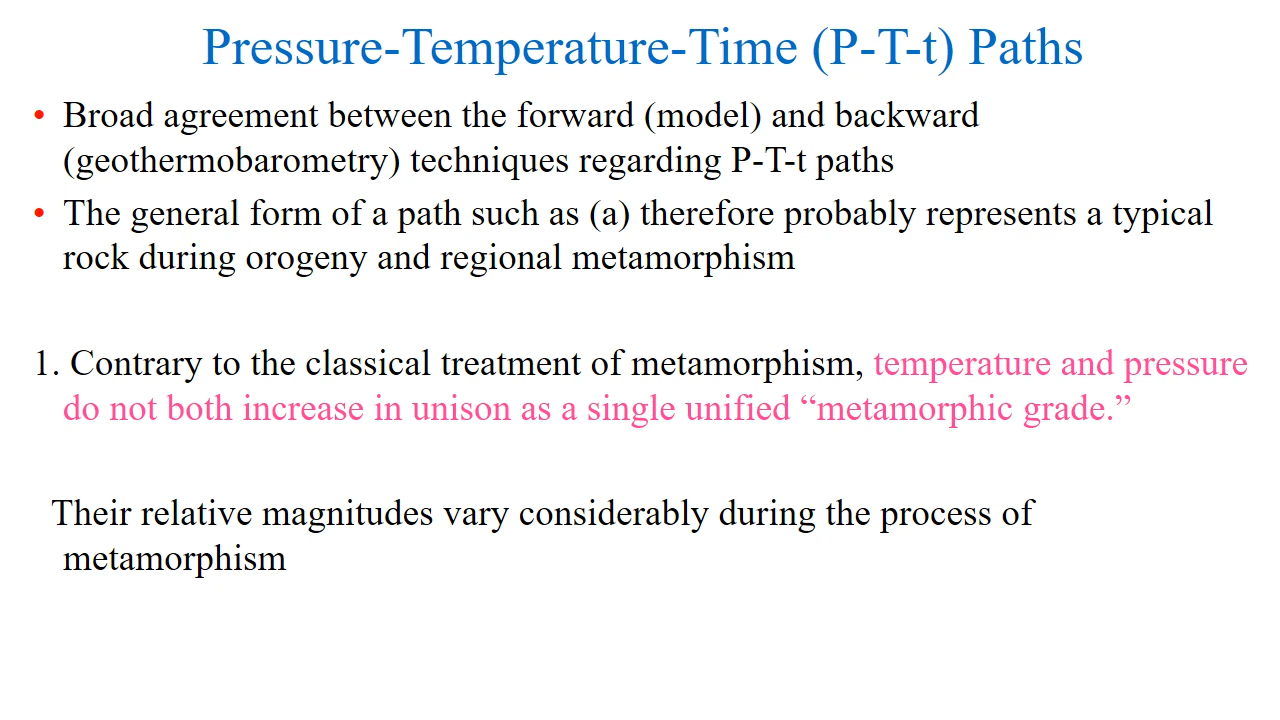 Pressure-Temperature-Time (P-T-t) Paths
• Broad agreement between the forward (model) and backward
(geothermobarometry) techniques regarding P-T-t paths
• The general form of a path such as (a) therefore probably represents a typical
rock during orogeny and regional metamorphism
1. Contrary to the classical treatment of metamorphism, temperature and pressure
do not both increase in unison as a single unified “metamorphic grade.”
Their relative magnitudes vary considerably during the process of
metamorphism